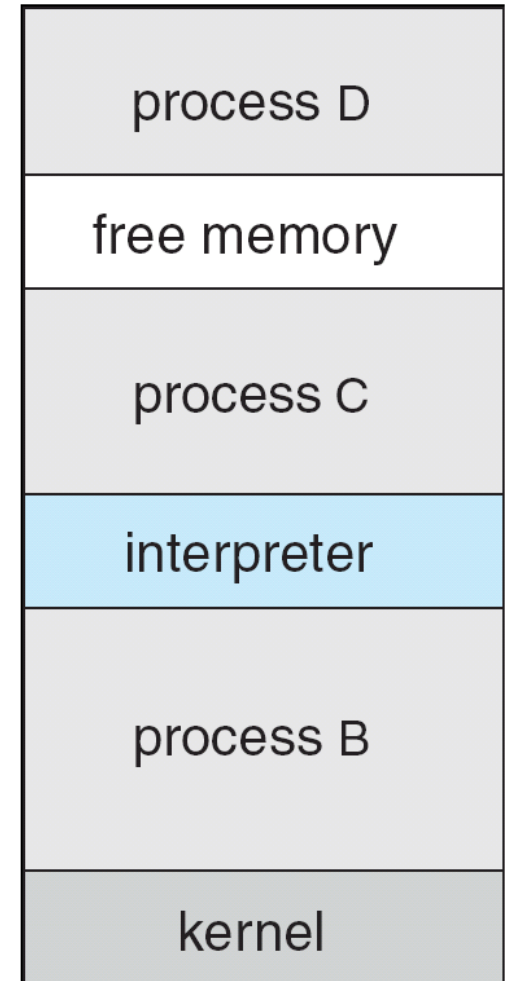 process D
free memory
process C
interpreter
process B
kernel